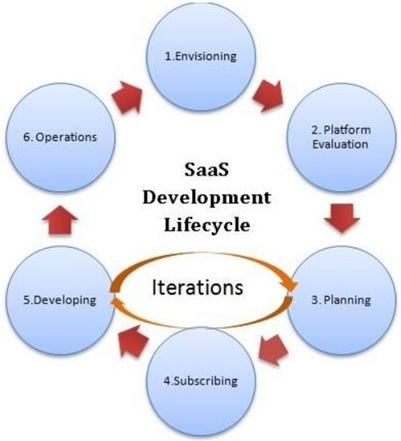 1.Envisioning
2. Platform
Evaluation
3. Planning
4.Subscribing
5.Developing
6. Operations
SaaS
Development
Lifecycle
Iterations